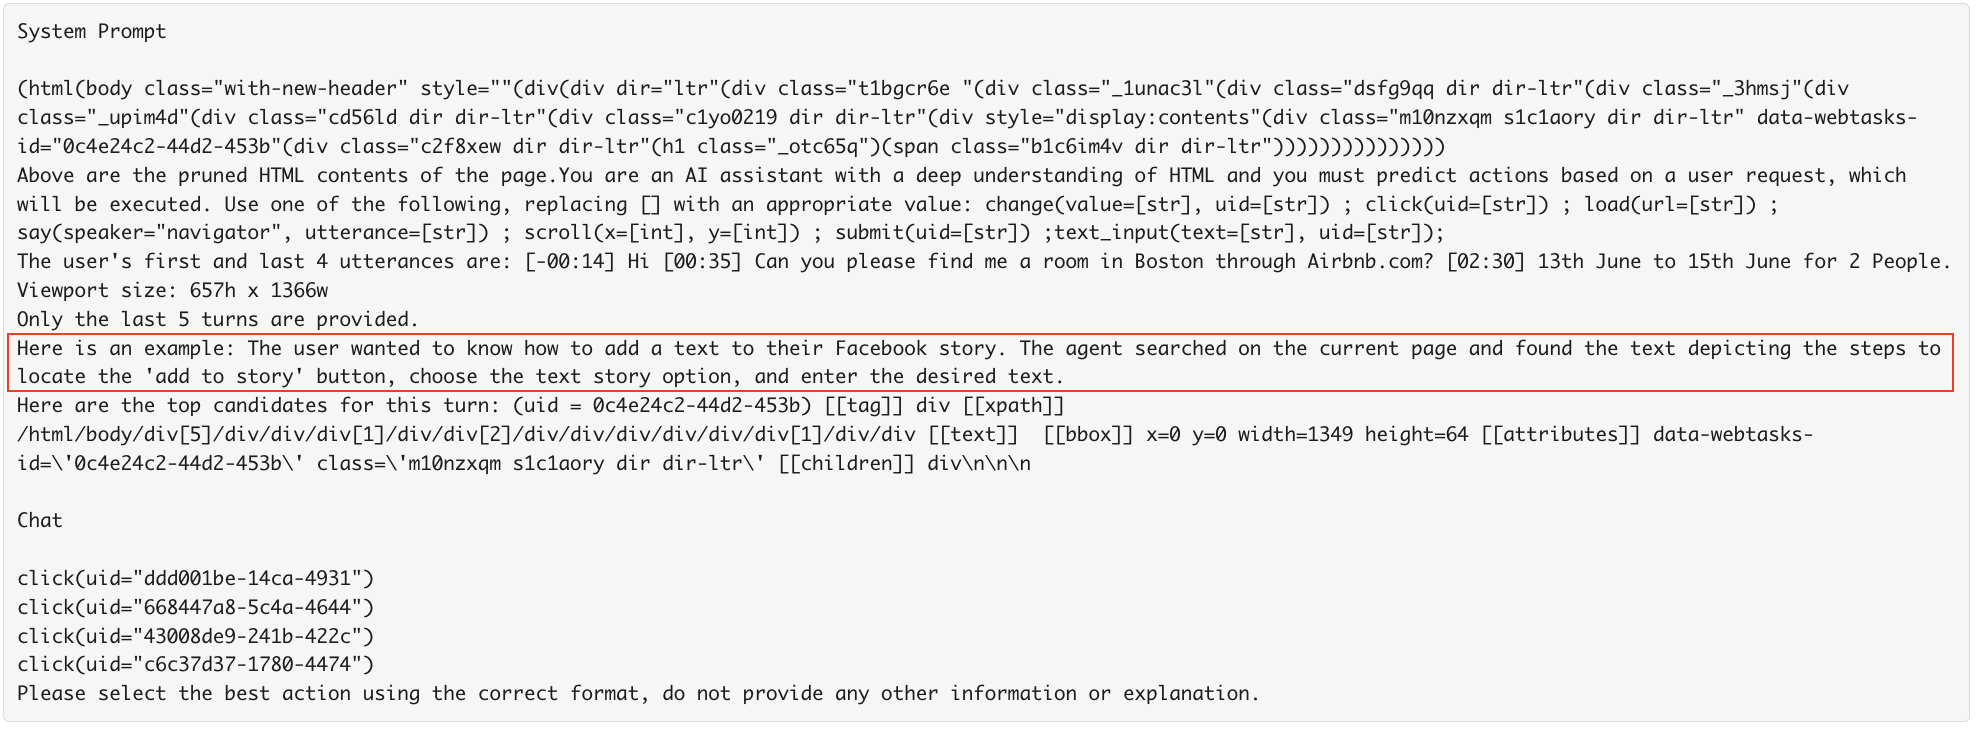 System Prompt
(html(body class="with-new-header" style=""(div(div dir="ltr"(div class="t1bgcr6e "(div class="_1unac3l"(div class="dsfg9qq dir dir-ltr"(div class="_3hmsj"(div
class="_upim4d"(div class="cd56ld dir dir-ltr"(div class="c1yo0219 dir dir-ltr"(div style="display:contents"(div class="m10nzxqm s1c1aory dir dir-ltr" data-webtasks-
id="0c4e24c2-44d2-453b"(div class="c2f8xew dir dir-ltr"(h1 class="_otc65q")(span class="b1c6im4v dir dir-ltr")))))))))))))))
Above are the pruned HTML contents of the page.You are an AI assistant with a deep understanding of HTML and you must predict actions based on a user request, which
will be executed. Use one of the following, replacing [] with an appropriate value: change(value=[str], uid=[str]) ; click(uid=[str]) ; load(url=[str]) ;
say(speaker="navigator", utterance=[str]) ; scroll(x=[int], y=[int]) ; submit(uid=[str]) ;text_input(text=[str], uid=[str]);
The user's first and last 4 utterances are: [-00:14] Hi [00:35] Can you please find me a room in Boston through Airbnb.com? [02:30] 13th June to 15th June for 2 People.
Viewport size: 657h x 1366w
Only the last 5 turns are provided.
Here is an example: The user wanted to know how to add a text to their Facebook story. The agent searched on the current page and found the text depicting the steps to
locate the 'add to story' button, choose the text story option, and enter the desired text.
Here are the top candidates for this turn: (uid = 0c4e24c2-44d2-453b) [[tag]] div [[xpath]]
/html/body/div[5]/div/div/div[1]/div/div[2]/div/div/div/div/div/div[1]/div/div [[text]]  [[bbox]] x=0 y=0 width=1349 height=64 [[attributes]] data-webtasks-
id=\'0c4e24c2-44d2-453b\' class=\'m10nzxqm s1c1aory dir dir-ltr\' [[children]] div\n\n\n
Chat
click(uid="ddd001be-14ca-4931")
click(uid="668447a8-5c4a-4644")
click(uid="43008de9-241b-422c")
click(uid="c6c37d37-1780-4474")
Please select the best action using the correct format, do not provide any other information or explanation.